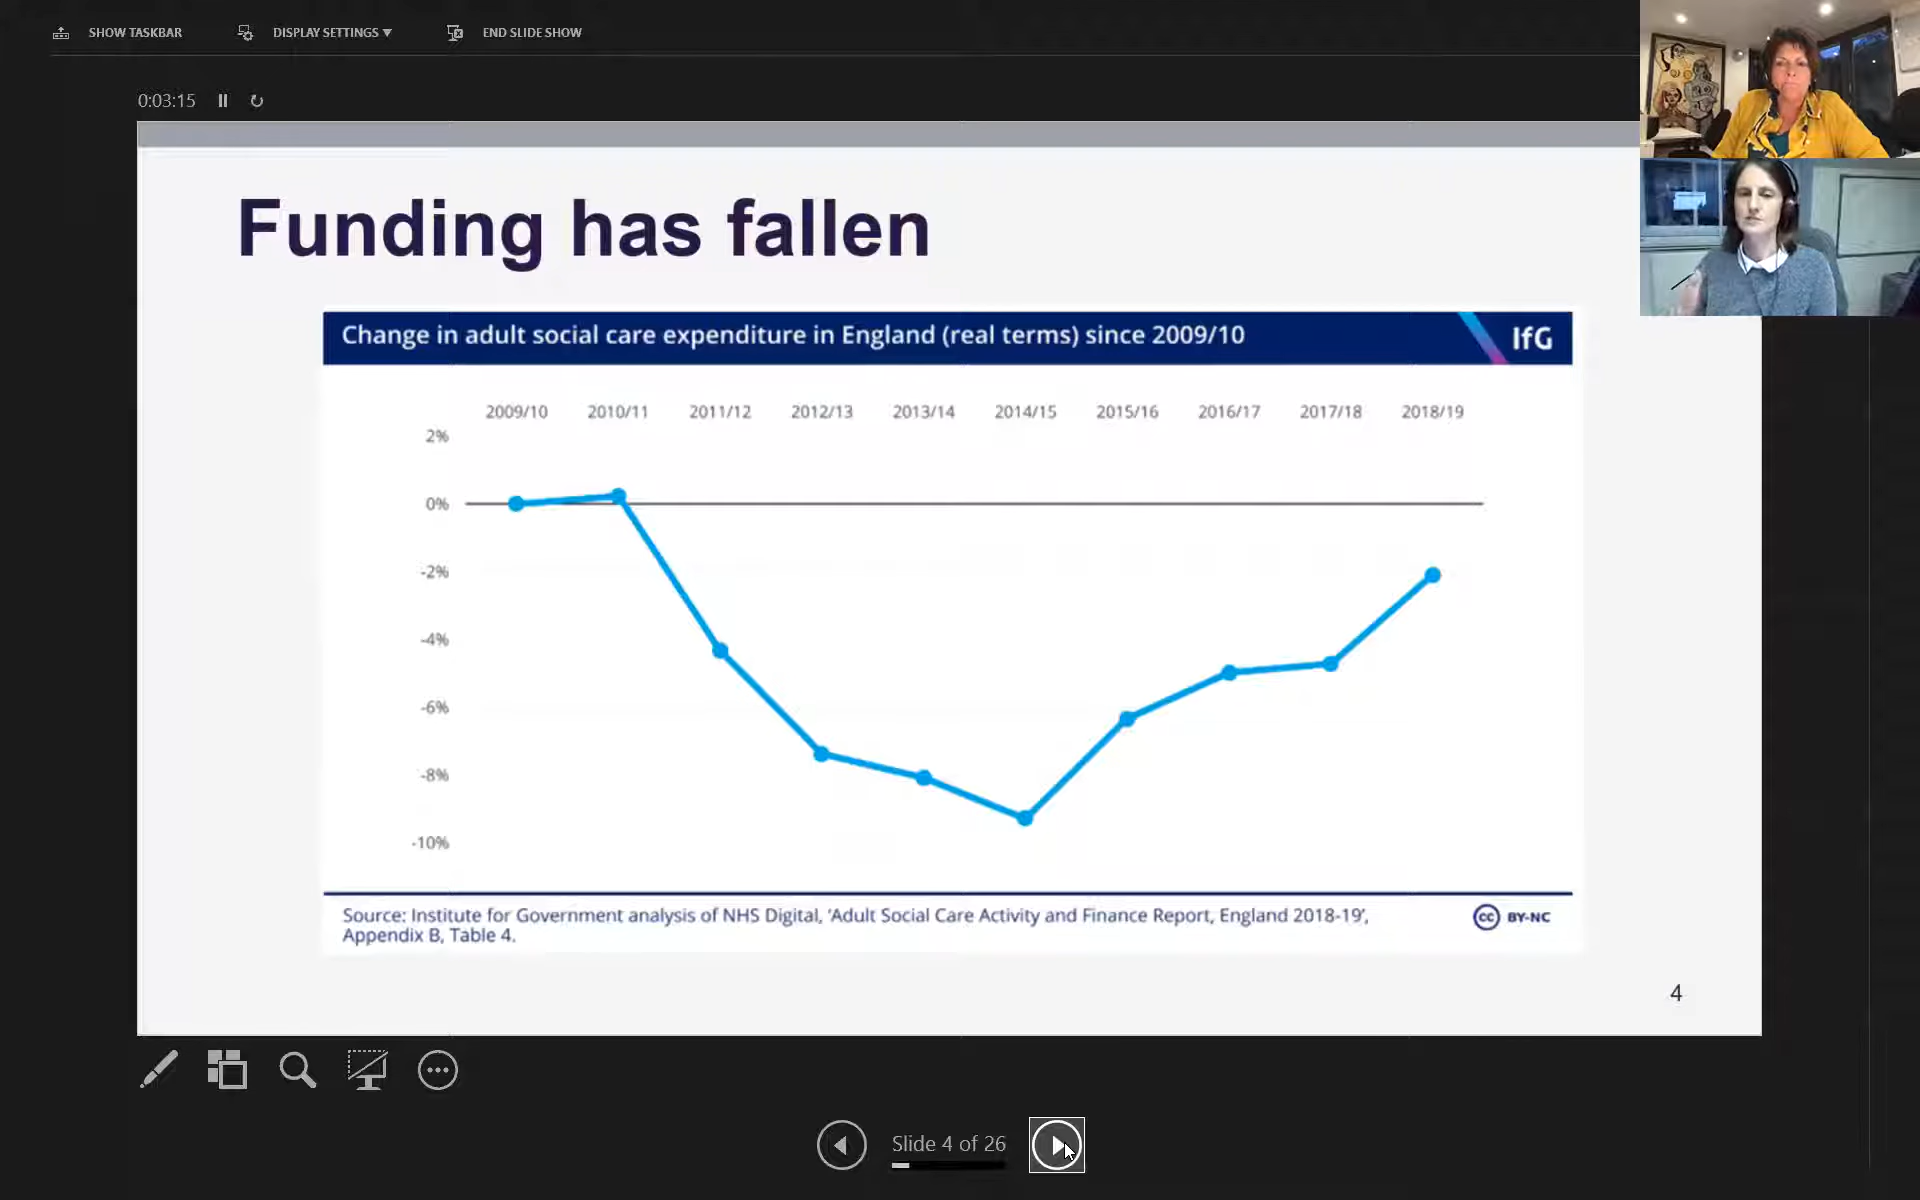 SHOW TASKBAR
DISPLAY SETTINGS ▼
END SLIDE SHOW
0:03:15
Funding has fallen
Change in adult social care expenditure in England (real terms) since 2009/10
IfG
2009/10 2010/11 2011/12 2012/13 2013/14 2014/15 2015/16 2016/17 2017/18 2018/19
2%
0%
-2%
-4%
-6%
-8%
-10%
Source: Institute for Government analysis of NHS Digital, ‘Adult Social Care Activity and Finance Report, England 2018-19’,
Appendix B, Table 4.
cc BY-NC
4
Slide 4 of 26